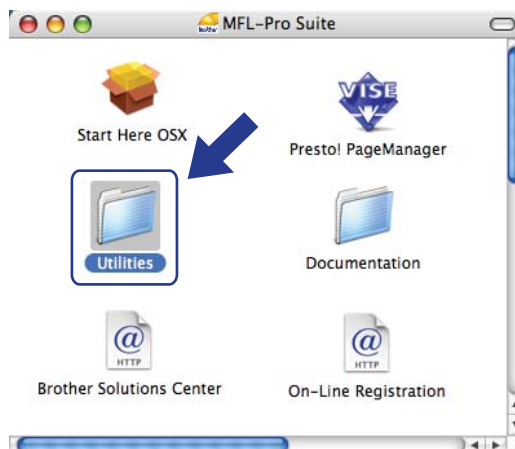 brother MFL-Pro Suite
VISE
Start Here OSX
Presto! PageManager
Utilities
Documentation
@ HTTP
@ HTTP
Brother Solutions Center
On-Line Registration